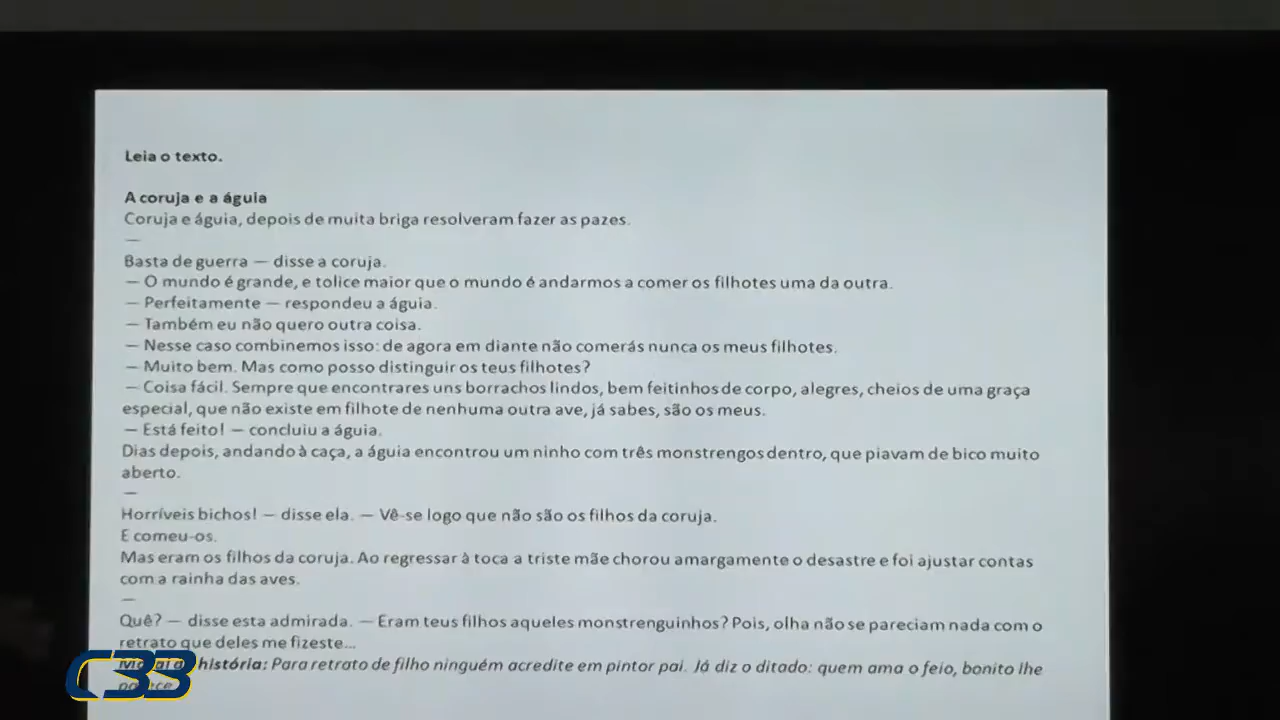 Leia o texto.
A coruja e a águia
Coruja e águia, depois de muita briga resolveram fazer as pazes.
—
Basta de guerra — disse a coruja.
— O mundo é grande, e tolice maior que o mundo é andarmos a comer os filhotes uma da outra.
— Perfeitamente — respondeu a águia.
— Também eu não quero outra coisa.
— Nesse caso combinemos isso: de agora em diante não comerás nunca os meus filhotes.
— Muito bem. Mas como posso distinguir os teus filhotes?
— Coisa fácil. Sempre que encontrares uns borrachos lindos, bem feitinhos de corpo, alegres, cheios de uma graça
especial, que não existe em filhote de nenhuma outra ave, já sabes, são os meus.
— Está feito! — concluiu a águia.
Dias depois, andando à caça, a águia encontrou um ninho com três monstrengos dentro, que piavam de bico muito
aberto.
—
Horríveis bichos! — disse ela. — Vê-se logo que não são os filhos da coruja.
E comeu-os.
Mas eram os filhos da coruja. Ao regressar à toca a triste mãe chorou amargamente o desastre e foi ajustar contas
com a rainha das aves.
—
Quê? — disse esta admirada. — Eram teus filhos aqueles monstrenguinhos? Pois, olha não se pareciam nada com o
retrato que deles me fizeste...
história: Para retrato de filho ninguém acredite em pintor pai. Já diz o ditado: quem ama o feio, bonito lhe
C33